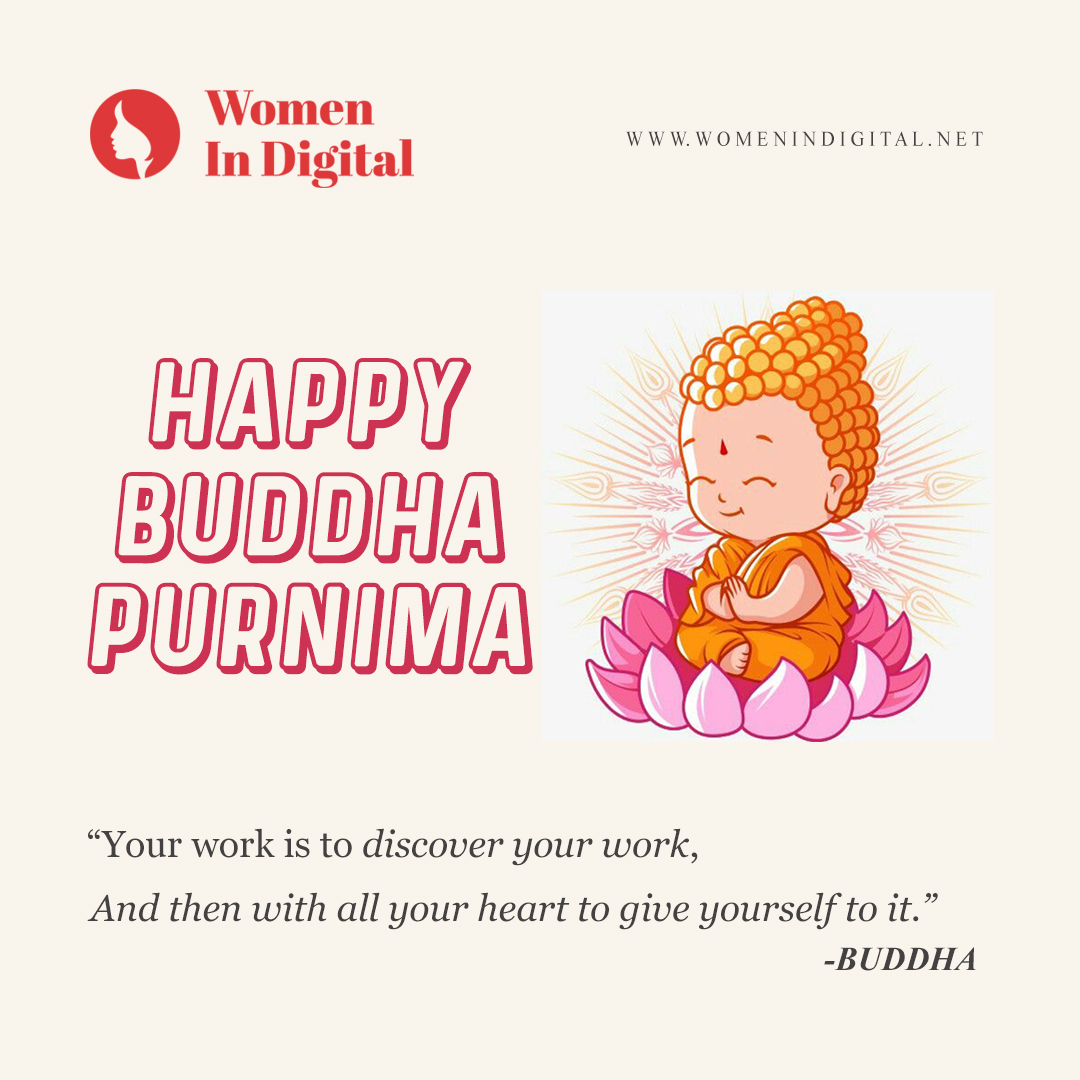 Women
In Digital
WWW.WOMENINDIGITAL.NET
HAPPY
BUDDHA
PURNIMA
“Your work is to discover your work,
And then with all your heart to give yourself to it.”
-BUDDHA